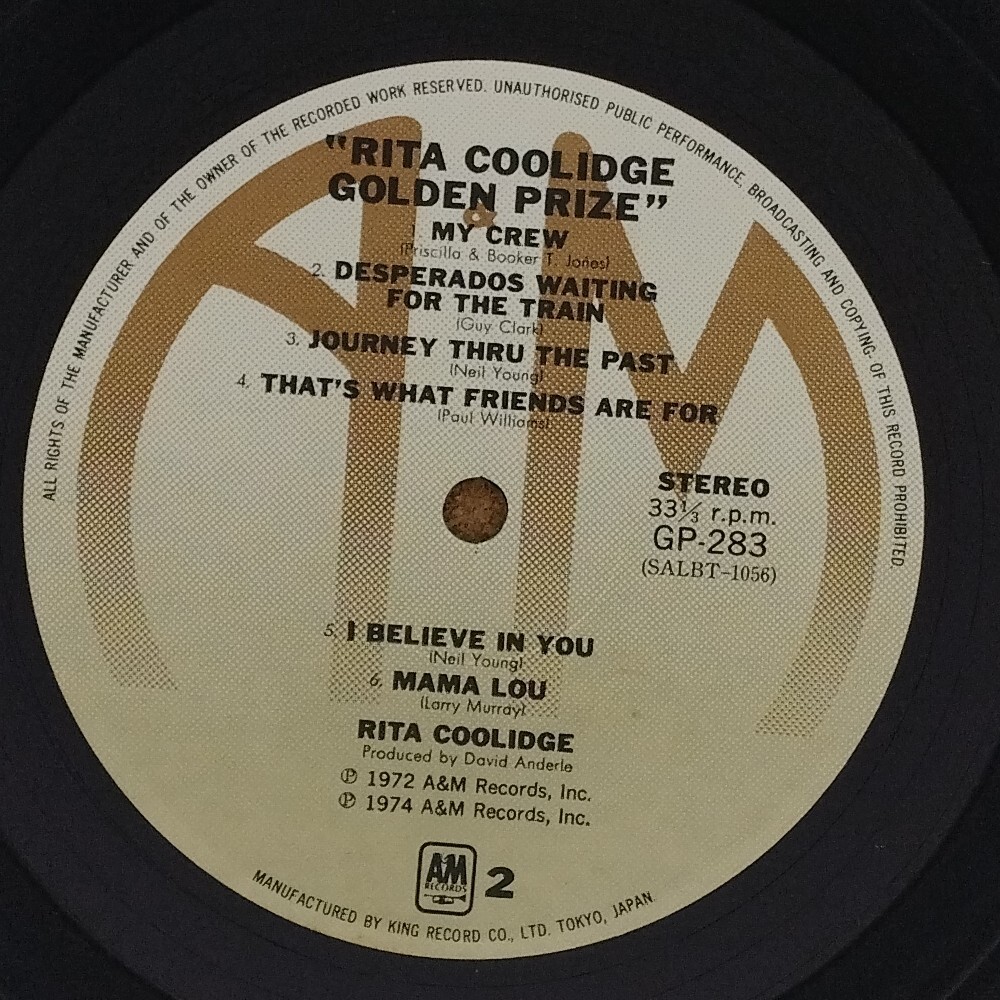 ALL RIGHTS OF THE MANUFACTURER AND OF THE OWNER OF THE RECORDED WORK RESERVED. UNAUTHORISED PUBLIC PERFORMANCE, BROADCASTING AND COPYING. OF THIS RECORD PROHIBITED.
"RITA COOLIDGE
GOLDEN PRIZE"
1. MY CREW
(Priscilla & Booker T. Jones)
2. DESPERADOS WAITING
FOR THE TRAIN
(Guy Clark)
3. JOURNEY THRU THE PAST
(Neil Young)
4. THAT'S WHAT FRIENDS ARE FOR
(Paul Williams)
STEREO
33⅓ r.p.m.
GP-283
(SALBT-1056)
5. I BELIEVE IN YOU
(Neil Young)
6. MAMA LOU
(Larry Murray)
RITA COOLIDGE
Produced by David Anderle
℗ 1972 A&M Records, Inc.
℗ 1974 A&M Records, Inc.
A&M
RECORDS
2
MANUFACTURED BY KING RECORD CO., LTD. TOKYO, JAPAN.